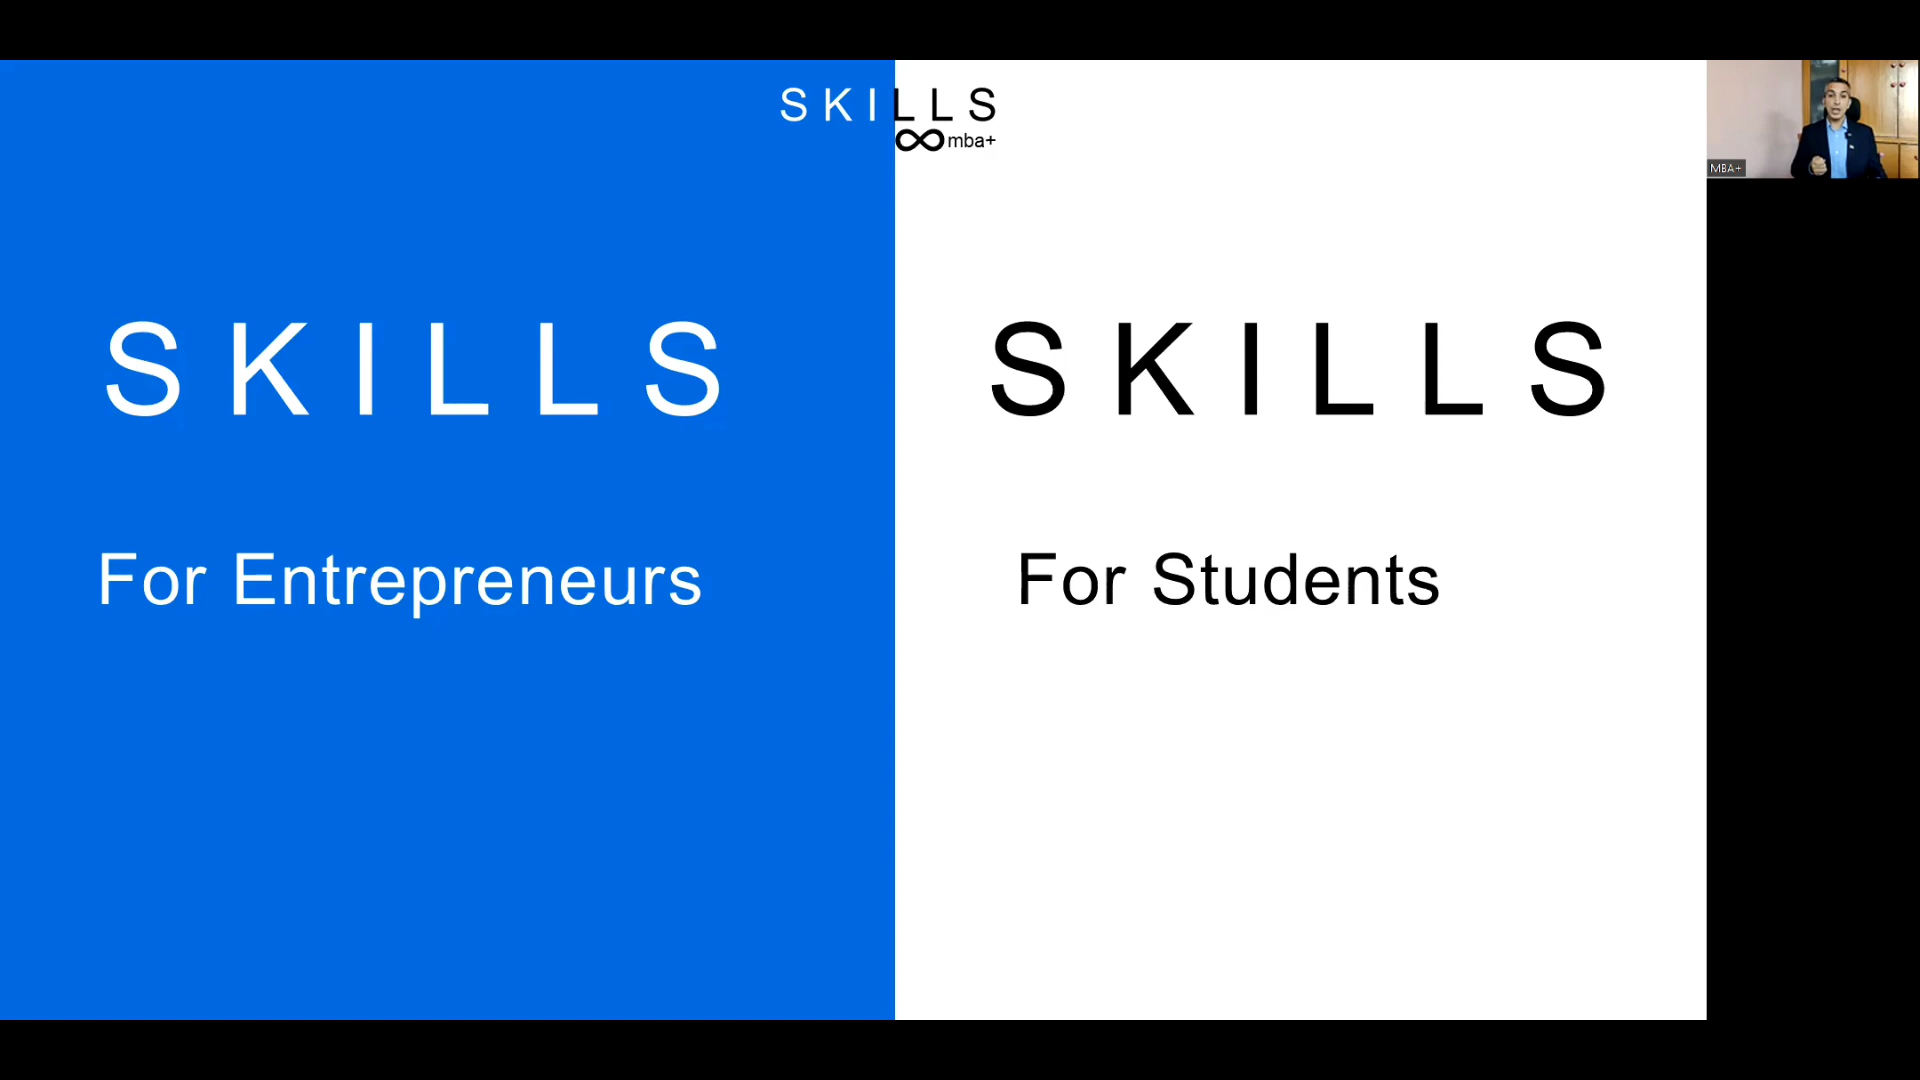 SKILLS
mba+
SKILLS
For Entrepreneurs
SKILLS
For Students
MBA+